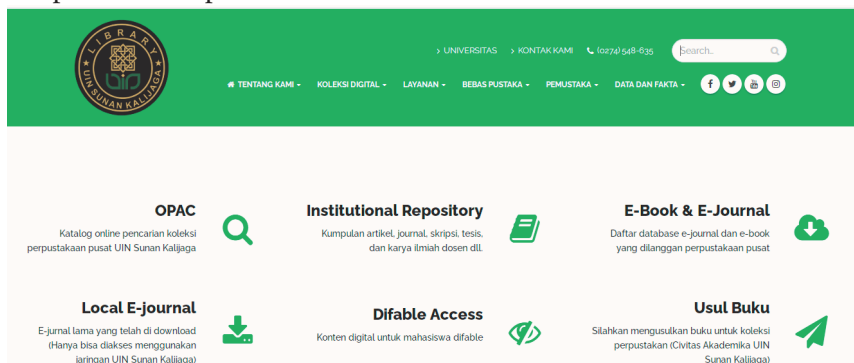 LIBRARY
UIN SUNAN KALIJAGA
UNIVERSITAS KONTAK KAMI (0274) 548-635 Search..
TENTANG KAMI KOLEKSI DIGITAL LAYANAN BEBAS PUSTAKA PEMUSTAKA DATA DAN FAKTA
OPAC
Katalog online pencarian koleksi
perpustakaan pusat UIN Sunan Kalijaga
Institutional Repository
Kumpulan artikel, journal, skripsi, tesis,
dan karya ilmiah dosen dll.
E-Book & E-Journal
Daftar database e-journal dan e-book
yang dilanggan perpustakaan pusat
Local E-journal
E-jurnal lama yang telah di download
(Hanya bisa diakses menggunakan
jaringan UIN Sunan Kalijaga)
Difable Access
Konten digital untuk mahasiswa difable
Usul Buku
Silahkan mengusulkan buku untuk koleksi
perpustakan (Civitas Akademika UIN
Sunan Kalijaga)